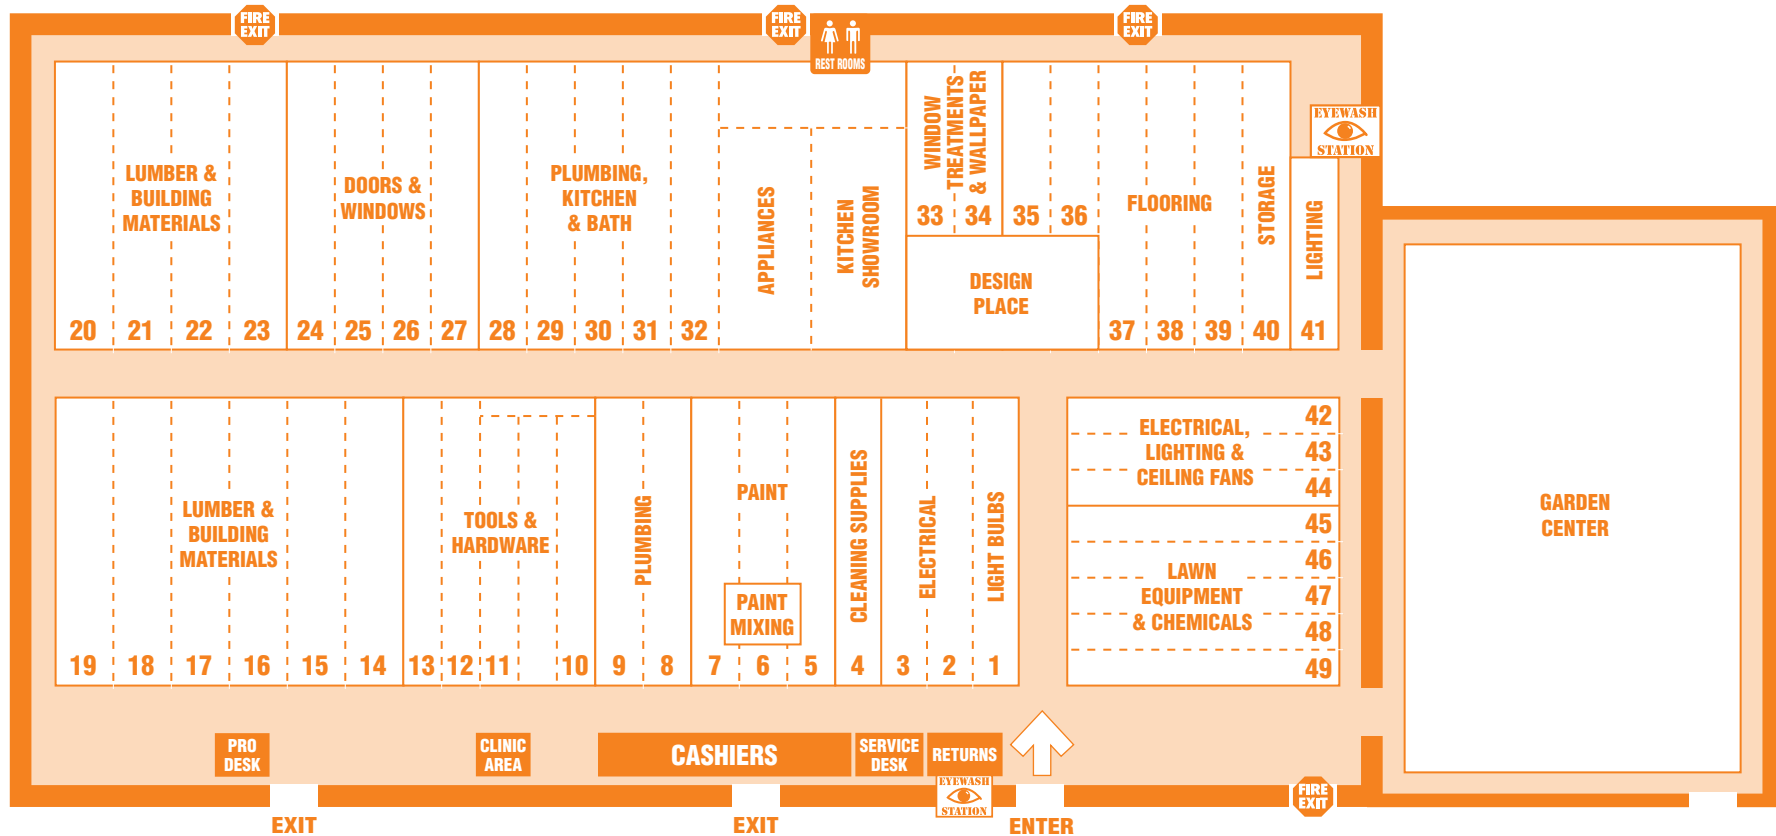 FIRE
EXIT
FIRE
EXIT
REST ROOMS
FIRE
EXIT
LUMBER &
BUILDING
MATERIALS
20 21 22 23
DOORS &
WINDOWS
24 25 26 27
PLUMBING,
KITCHEN
& BATH
28 29 30 31 32
APPLIANCES
KITCHEN
SHOWROOM
WINDOW
TREATMENTS
& WALLPAPER
33 34 35 36
DESIGN
PLACE
FLOORING
37 38 39 40
STORAGE
EYEWASH
STATION
LIGHTING
41
LUMBER &
BUILDING
MATERIALS
19 18 17 16 15 14
TOOLS &
HARDWARE
13 12 11 10
PLUMBING
9 8
PAINT
PAINT
MIXING
7 6 5
CLEANING SUPPLIES
4
ELECTRICAL
3 2
LIGHT BULBS
1
ELECTRICAL,
LIGHTING &
CEILING FANS
42
43
44
LAWN
EQUIPMENT
& CHEMICALS
45
46
47
48
49
GARDEN
CENTER
PRO
DESK
CLINIC
AREA
CASHIERS
SERVICE
DESK
RETURNS
EYEWASH
STATION
FIRE
EXIT
EXIT
EXIT
ENTER